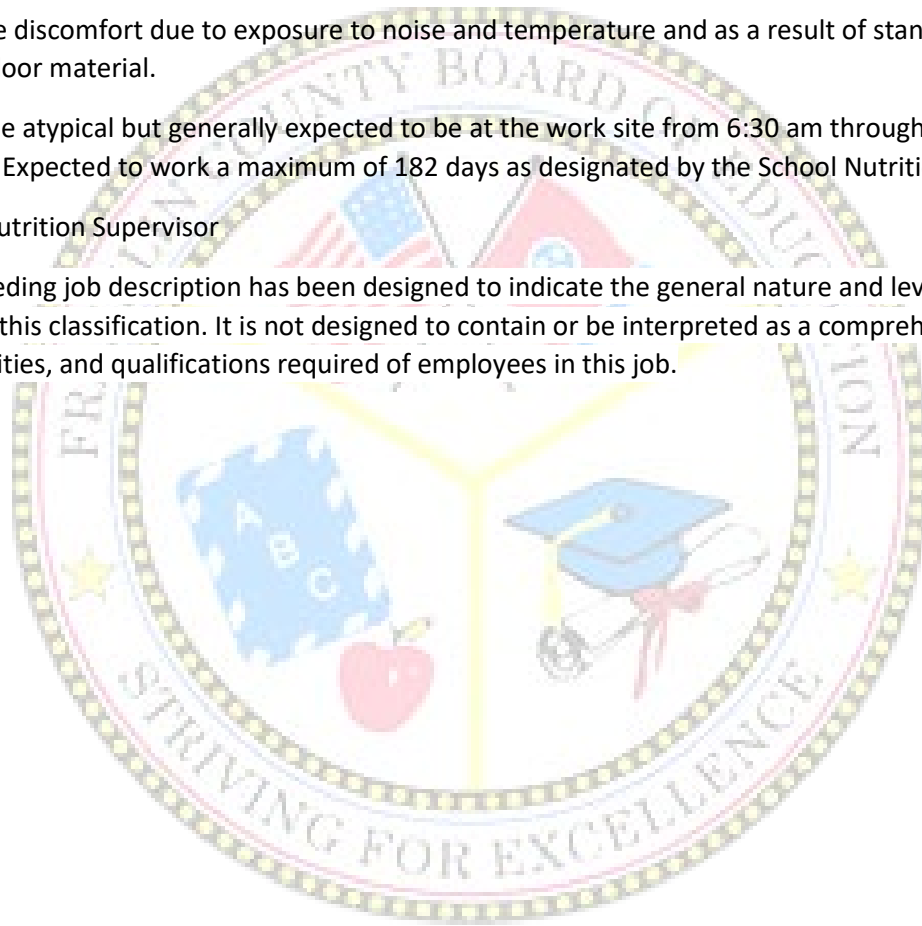 e discomfort due to exposure to noise and temperature and as a result of stan
oor material.
e atypical but generally expected to be at the work site from 6:30 am through
Expected to work a maximum of 182 days as designated by the School Nutriti
utrition Supervisor
eding job description has been designed to indicate the general nature and lev
this classification. It is not designed to contain or be interpreted as a compreh
ities, and qualifications required of employees in this job.
COUNTY BOARD OF
A
B
C
STRIVING FOR EXCELLENCE